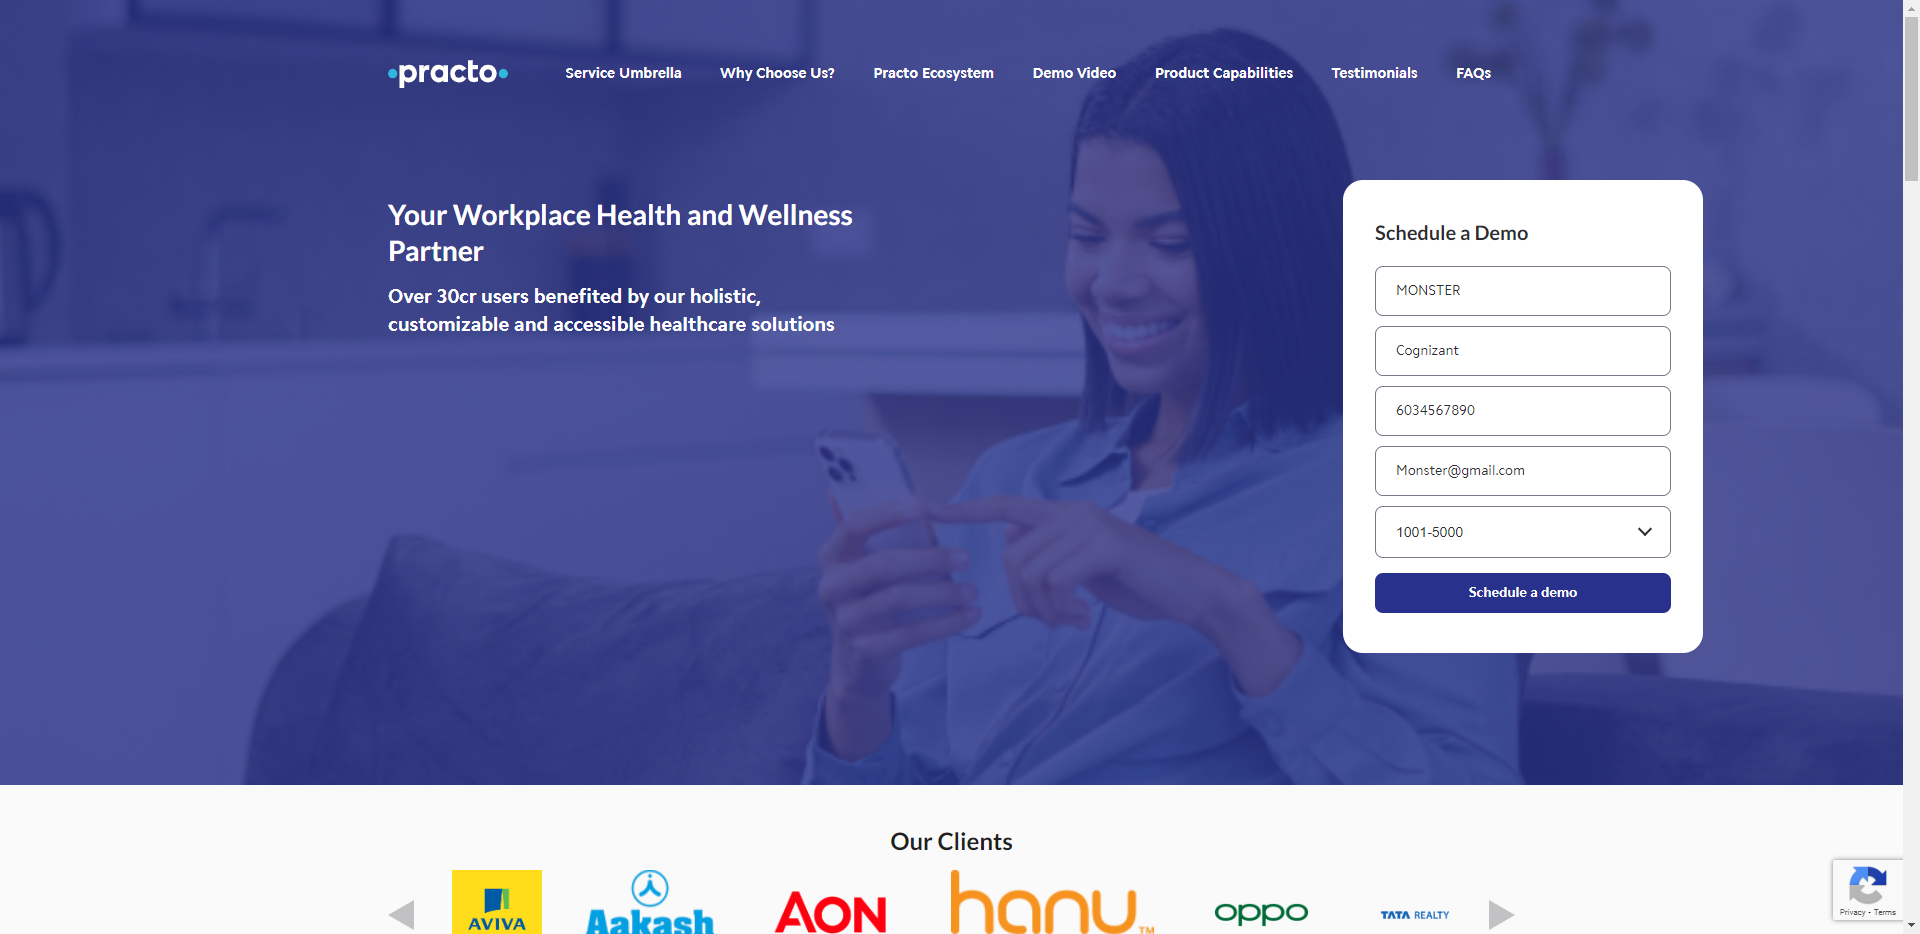 practo
Service Umbrella
Why Choose Us?
Practo Ecosystem
Demo Video
Product Capabilities
Testimonials
FAQs
Your Workplace Health and Wellness
Partner
Over 30cr users benefited by our holistic,
customizable and accessible healthcare solutions
Schedule a Demo
MONSTER
Cognizant
6034567890
Monster@gmail.com
1001-5000
Schedule a demo
Our Clients
AVIVA
Aakash
AON
hanu TM
oppo
TATA REALTY
Privacy - Terms